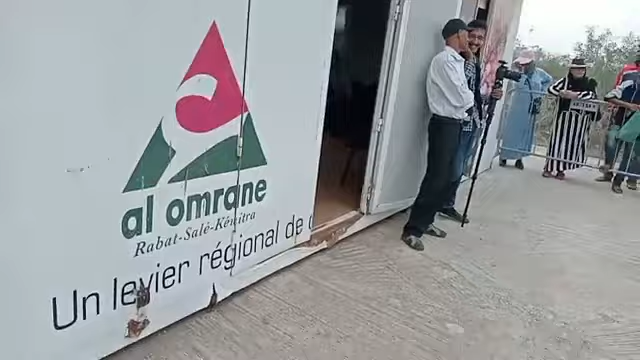 al omrane
Rabat-Salé-Kénitra
Un levier régional de